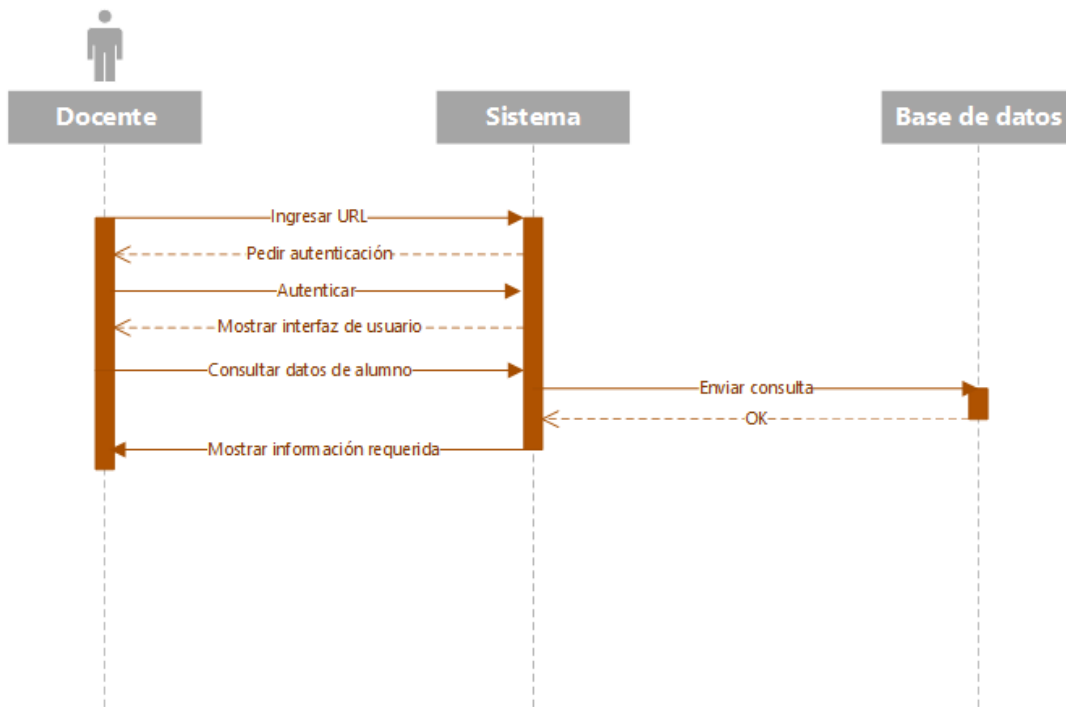 Docente
Sistema
Base de datos
Ingresar URL
Pedir autenticación
Autenticar
Mostrar interfaz de usuario
Consultar datos de alumno
Enviar consulta
OK
Mostrar información requerida